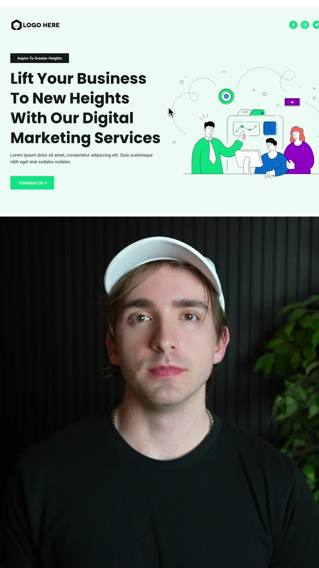 LOGO HERE
Aspire To Greater Heights
Lift Your Business
To New Heights
With Our Digital
Marketing Services
Lorem ipsum dolor sit amet, consectetur adipiscing elit. Duis scelerisque
nibh eget erat sodales sodales.
Contact Us >